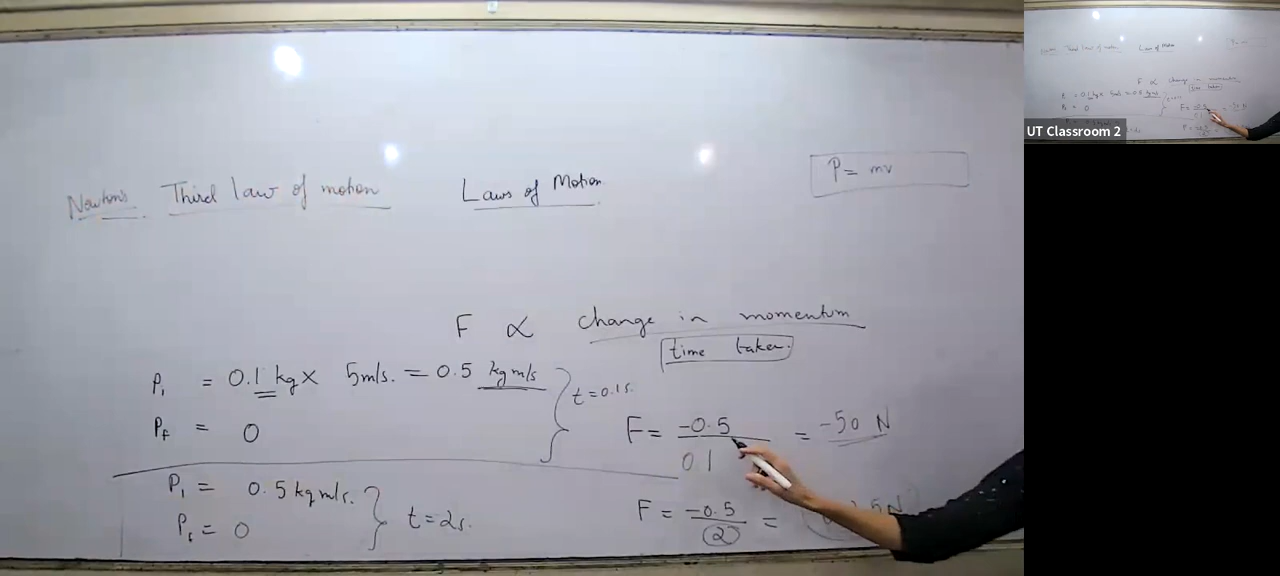 Newton's Third law of motion Laws of Motion
P = mv
F ∝ change in momentum
time taken.
Pi = 0.1 kg x 5m/s. = 0.5 kg m/s
t = 0.1s.
Pf = 0
F = -0.5 = -50 N
0.1
Pi = 0.5 kg m/s.
Pf = 0
t = 2s.
F = -0.5 =
2
UT Classroom 2